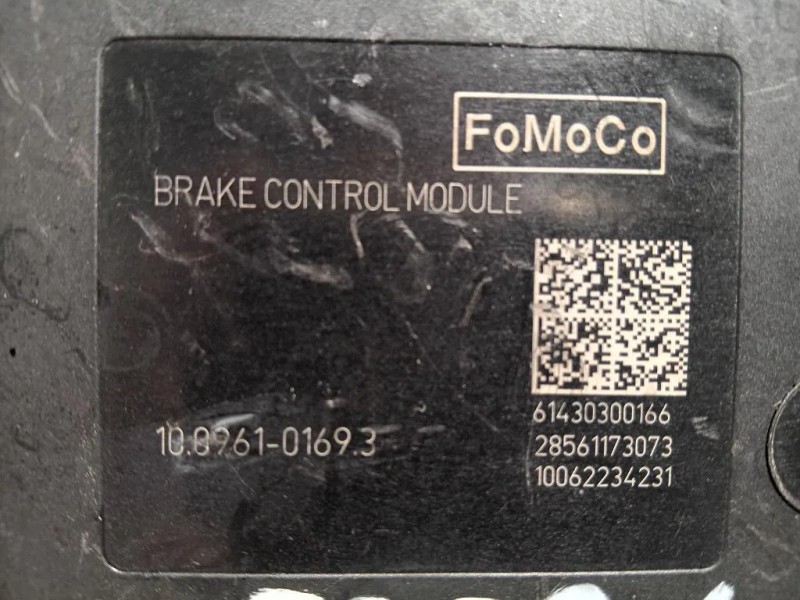 FoMoCo
BRAKE CONTROL MODULE
61430300166
10.0961-0169.3
28561173073
10062234231